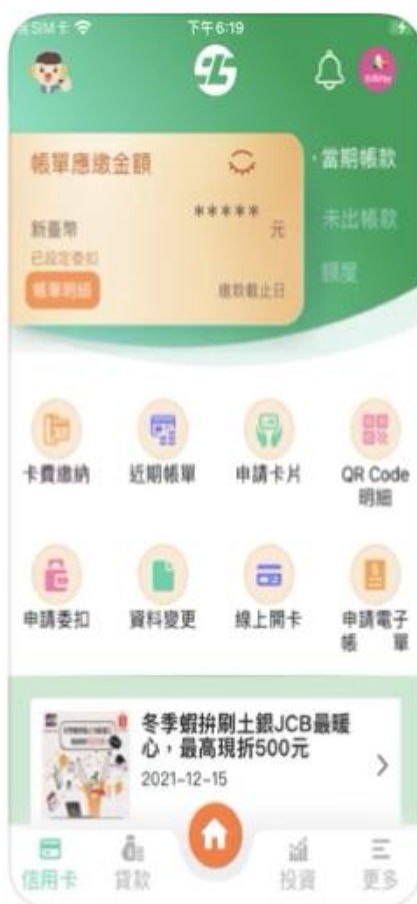 無SIM卡
下午6:19
帳單應繳金額
當期帳款
*****
新臺幣
元
未出帳款
已設定委扣
額度
帳單明細
繳款截止日
卡費繳納
近期帳單
申請卡片
QR Code
明細
申請委扣
資料變更
線上開卡
申請電子
帳 單
冬季蝦拚刷土銀JCB最暖
心,最高現折500元
2021-12-15
信用卡
貸款
投資
更多